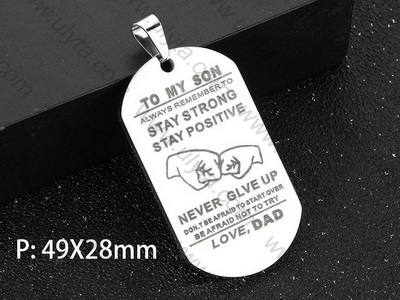 TO MY SON
ALWAYS REMEMBER TO
STAY STRONG
STAY POSITIVE
NEVER GLVE UP
DON,T BE AFRAID TO START OVER
BE AFRAID NOT TO TRY
LOVE, DAD
P: 49X28mm